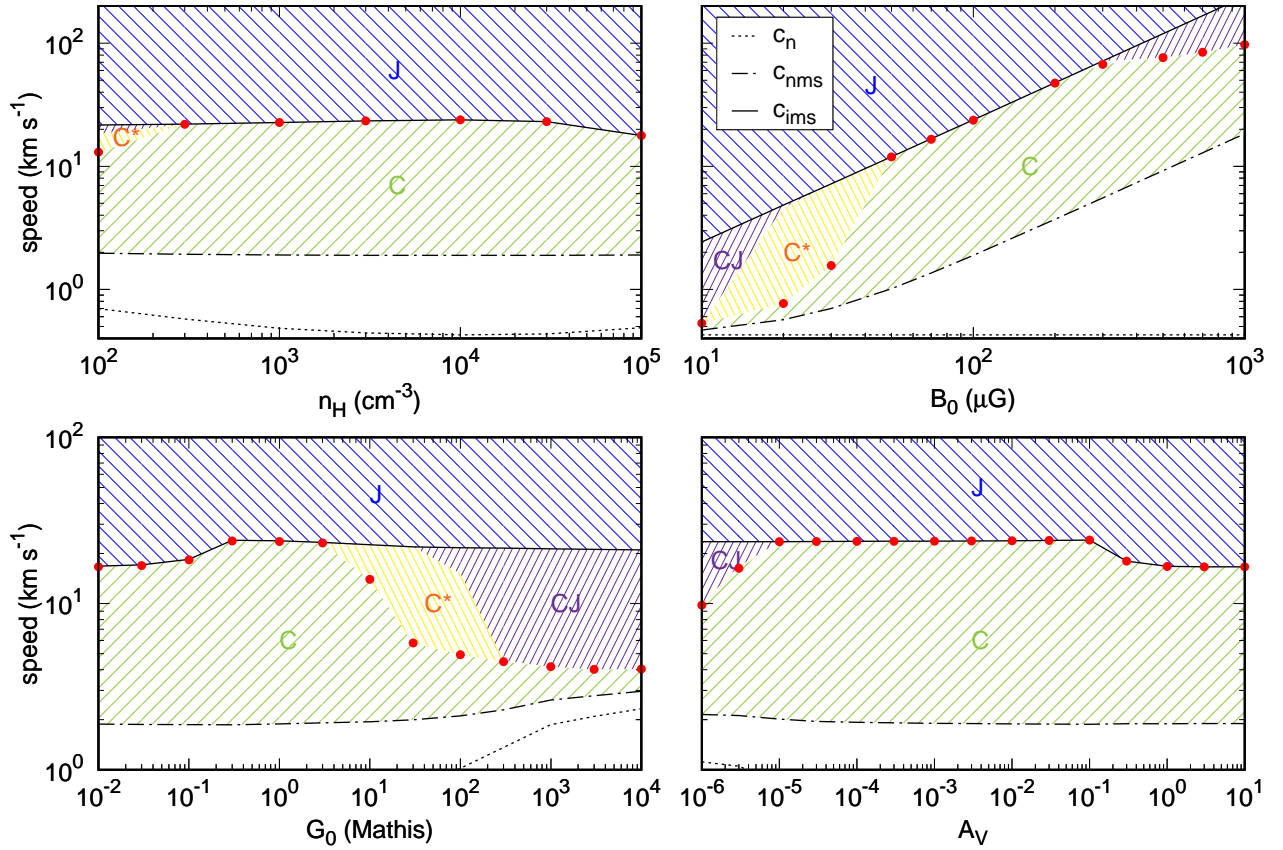 10²
10¹
10⁰
speed (km s⁻¹)
J
C*
C
10² 10³ 10⁴ 10⁵
n_H (cm⁻³)
c_n
c_nms
c_ims
J
C
C*
CJ
10¹ 10² 10³
B₀ (μG)
10²
10¹
10⁰
speed (km s⁻¹)
J
C*
CJ
C
10⁻² 10⁻¹ 10⁰ 10¹ 10² 10³ 10⁴
G₀ (Mathis)
J
CJ
C
10⁻⁶ 10⁻⁵ 10⁻⁴ 10⁻³ 10⁻² 10⁻¹ 10⁰ 10¹
A_V